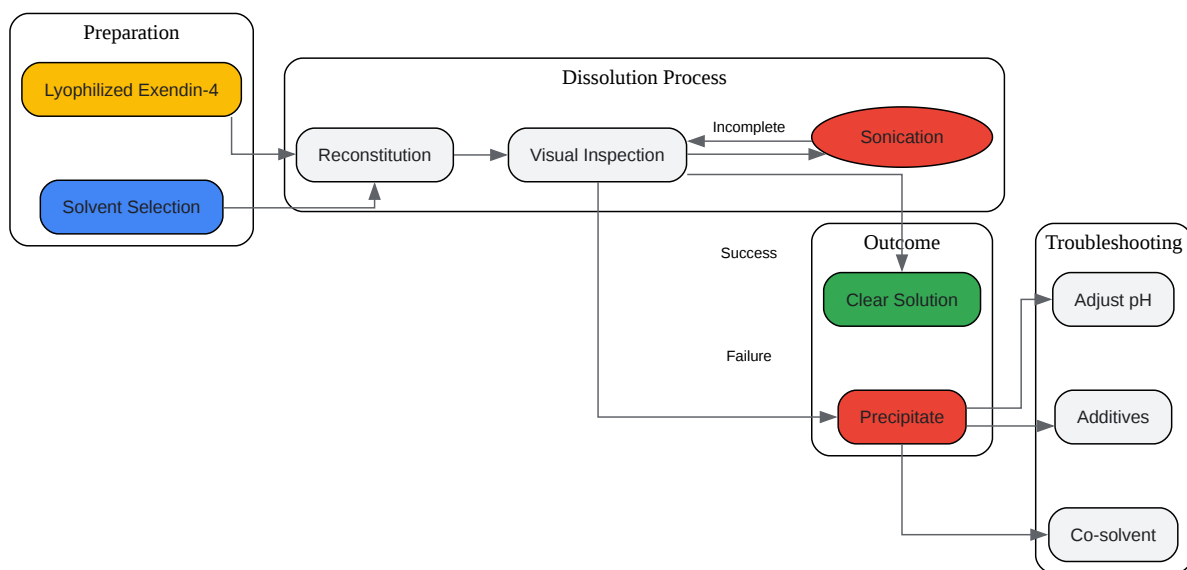 Preparation
Lyophilized Exendin-4
Solvent Selection
Dissolution Process
Reconstitution
Visual Inspection
Incomplete
Sonication
Success
Failure
Outcome
Clear Solution
Precipitate
Troubleshooting
Adjust pH
Additives
Co-solvent